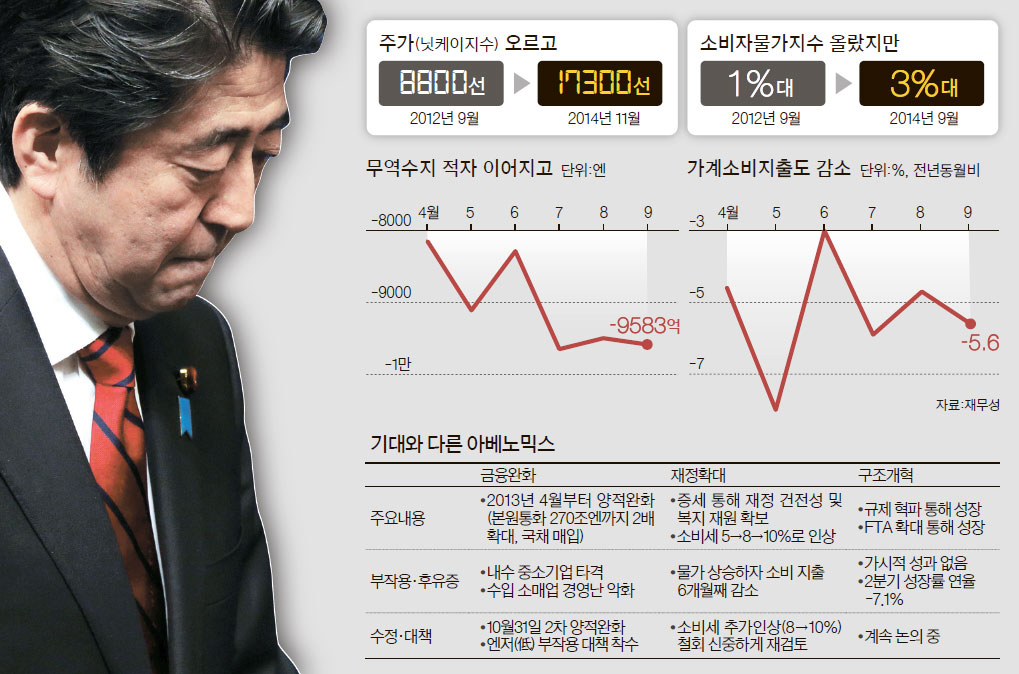 주가(닛케이지수) 오르고
8800선 ▶ 17300선
2012년 9월 2014년 11월
소비자물가지수 올랐지만
1%대 ▶ 3%대
2012년 9월 2014년 9월
무역수지 적자 이어지고 단위:엔
-8000 4월 5 6 7 8 9
-9000
-9583억
-1만
가계소비지출도 감소 단위:%, 전년동월비
-3 4월 5 6 7 8 9
-5
-5.6
-7
자료:재무성
기대와 다른 아베노믹스
금융완화 재정확대 구조개혁
주요내용
•2013년 4월부터 양적완화
(본원통화 270조엔까지 2배
확대, 국채 매입)
•증세 통해 재정 건전성 및
복지 재원 확보
•소비세 5→8→10%로 인상
•규제 혁파 통해 성장
•FTA 확대 통해 성장
부작용·후유증
•내수 중소기업 타격
•수입 소매업 경영난 악화
•물가 상승하자 소비 지출
6개월째 감소
•가시적 성과 없음
•2분기 성장률 연율
-7.1%
수정·대책
•10월31일 2차 양적완화
•엔저(低) 부작용 대책 착수
•소비세 추가인상(8→10%)
철회 신중하게 재검토
•계속 논의 중